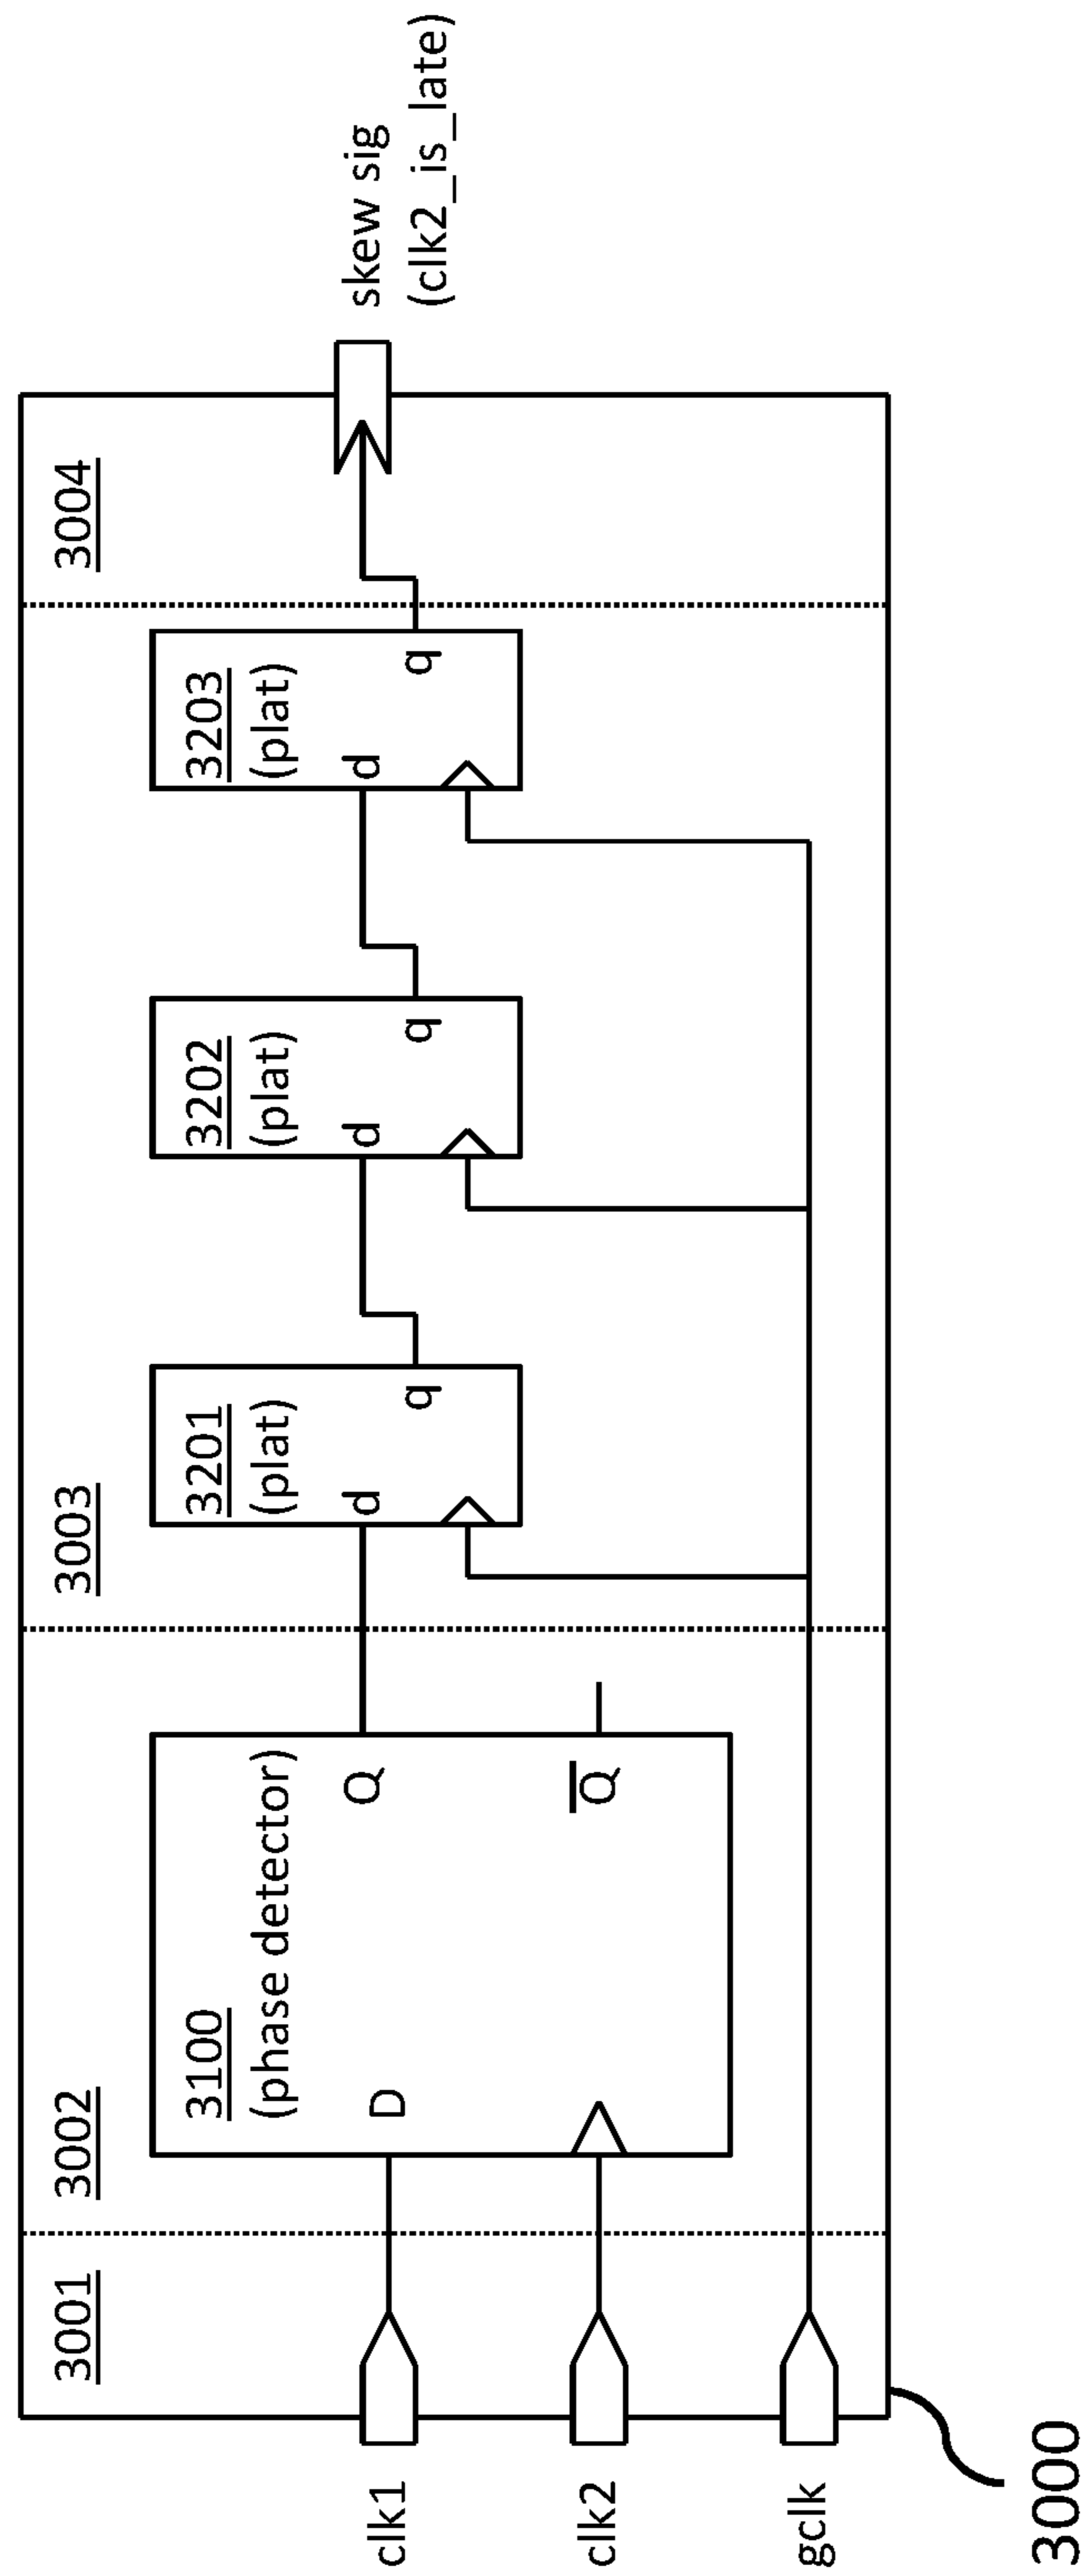 3001
3002
3003
3004
3100
(phase detector)
D
Q
Q
3201
(plat)
d
q
3202
(plat)
d
q
3203
(plat)
d
q
clk1
clk2
gclk
skew sig
(clk2_is_late)
3000